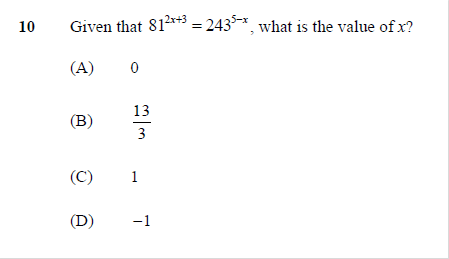 10 Given that 81^{2x+3} = 243^{5−x}, what is the value of x?
(A) 0
(B) 13/3
(C) 1
(D) −1